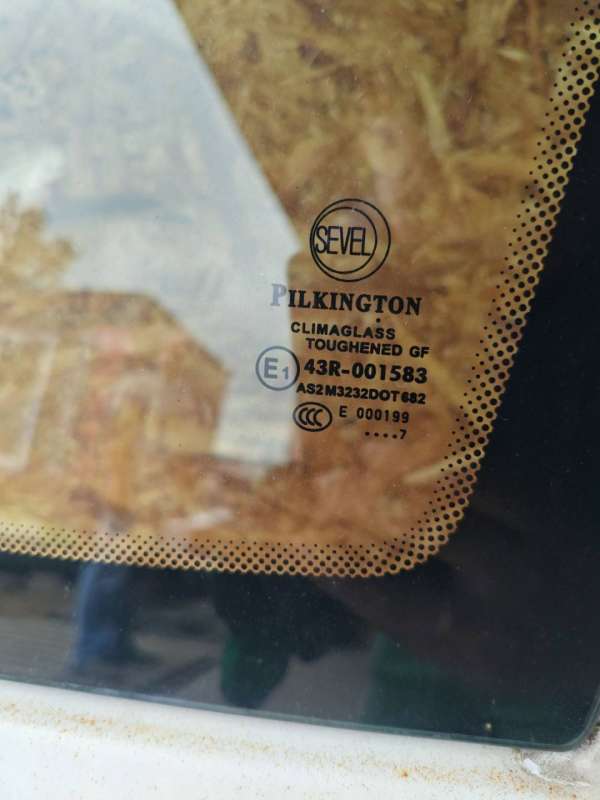 SEVEL
PILKINGTON
CLIMAGLASS
TOUGHENED GF
E1 43R-001583
AS2M3232DOT682
CCC E 000199
....7